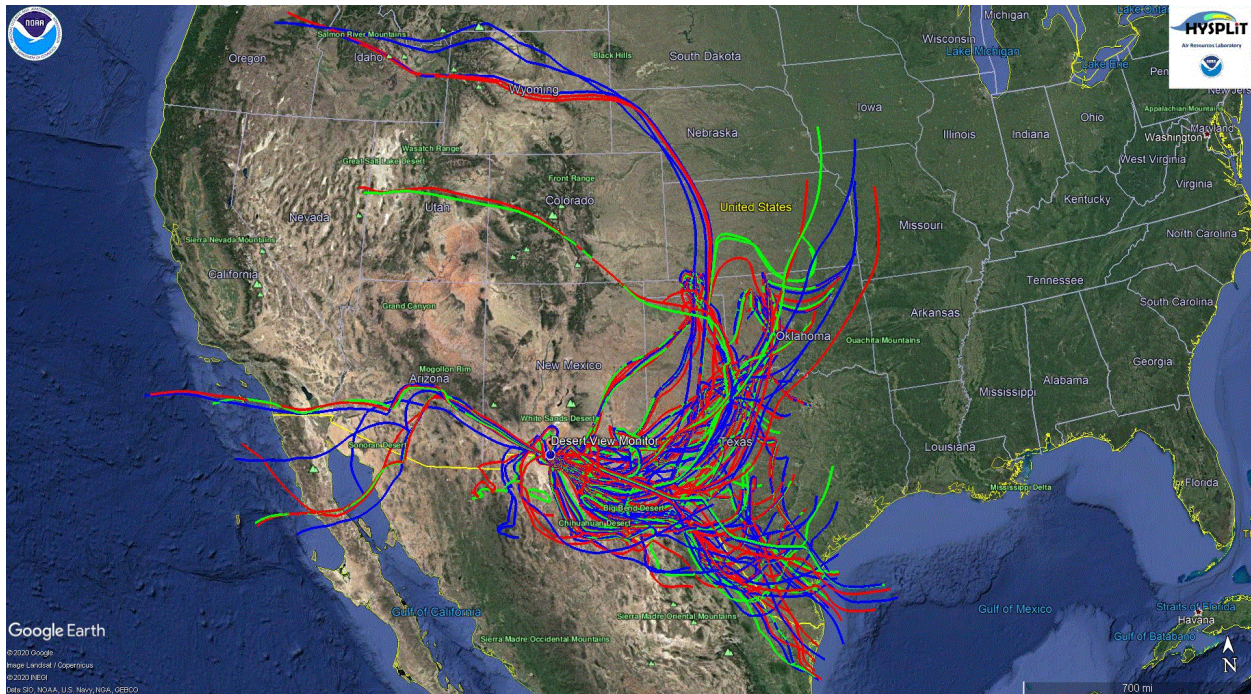 NOAA
Michigan
Lake Onta
HYSPLIT
Air Resources Laboratory
Salmon River Mountains
Oregon
Idaho
Black Hills
South Dakota
Wisconsin
Lake Michigan
Lake Erie
Pen
Wyoming
New Jers
Iowa
Appalachian Mountain
Nebraska
Ohio
Illinois
Indiana
Washington
Maryland
Wasatch Range
Great Salt Lake Desert
West Virginia
Front Range
Virginia
Colorado
Kentucky
Utah
United States
Nevada
Missouri
North Carolina
Sierra Nevada Mountains
California
Tennessee
South Carolina
Grand Canyon
Arkansas
Oklahoma
Ouachita Mountains
Georgia
New Mexico
Mogollon Rim
Arizona
Alabama
Mississippi
White Sands Desert
Desert View Monitor
Texas
Sonoran Desert
Louisiana
Florida
Mississippi Delta
Big Bend Desert
Chihuahuan Desert
Gulf of California
Sierra Madre Oriental Mountains
Gulf of Mexico
Straits of Florida
Havana
Google Earth
Sierra Madre Occidental Mountains
Gulf of Batabano
©2020 Google
Image Landsat / Copernicus
©2020 INEGI
Data SIO, NOAA, U.S. Navy, NGA, GEBCO
N
700 mi